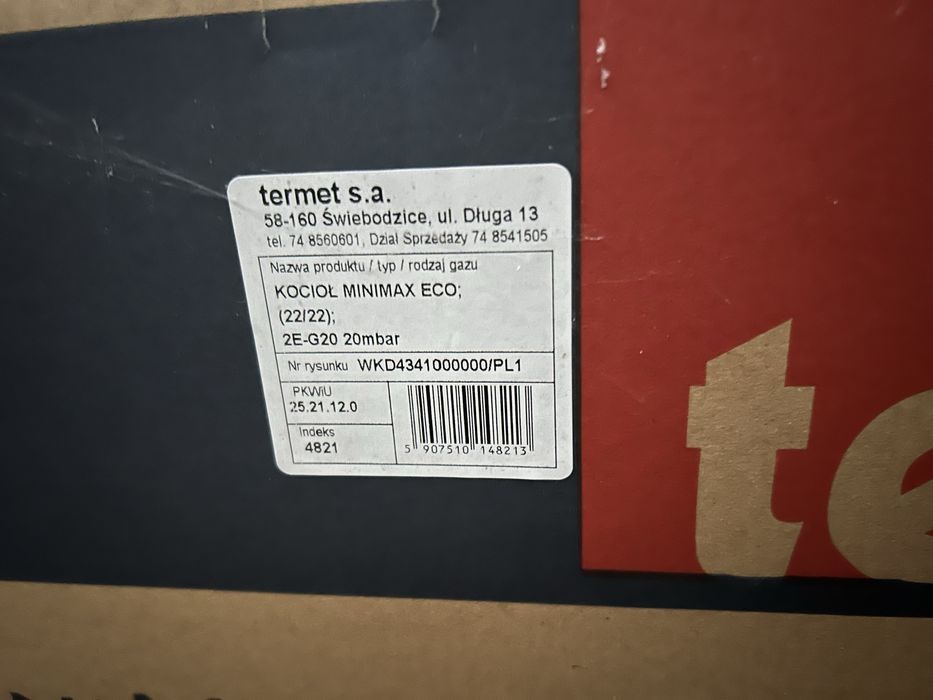 termet s.a.
58-160 Świebodzice, ul. Długa 13
tel. 74 8560601, Dział Sprzedaży 74 8541505
Nazwa produktu / typ / rodzaj gazu
KOCIOŁ MINIMAX ECO;
(22/22);
2E-G20 20mbar
Nr rysunku WKD4341000000/PL1
PKWiU
25.21.12.0
Indeks
4821
5 907510 148213
te